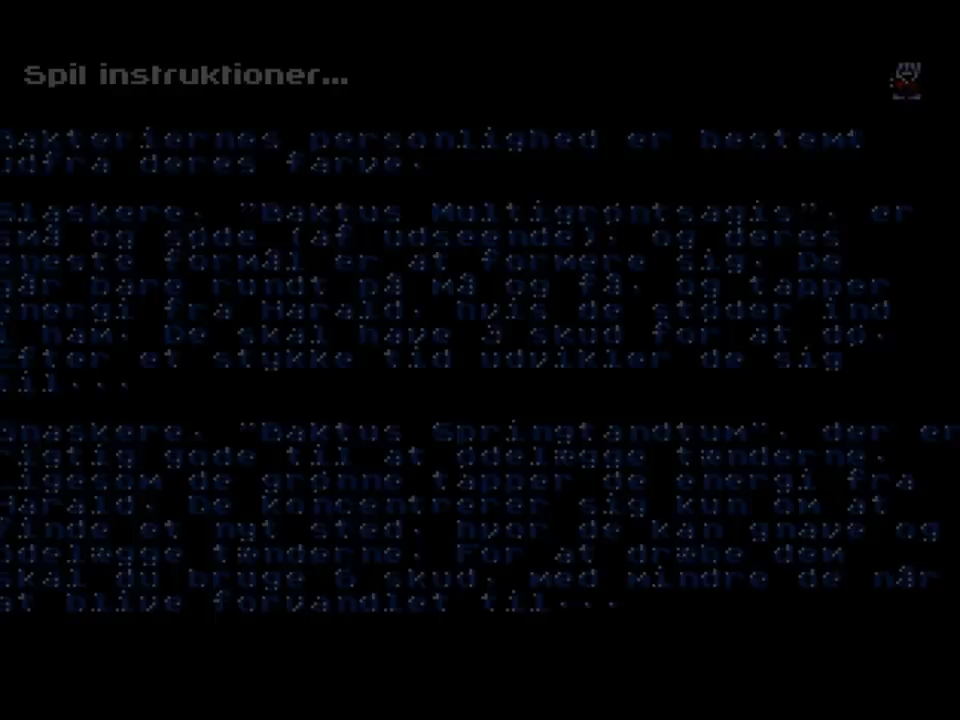 Spil instruktioner...
Bakteriernes personlighed er bestemt
udfra deres farve.
Slaskere. "Baktus Multigrøntsagis". er
små og søde (af udseende). og deres
eneste formål er at formere sig. De
går bare rundt på må og få. og tapper
energi fra Harald. hvis de støder ind
i ham. De skal have 3 skud for at dø.
Efter et stykke tid udvikler de sig
til...
Gnaskere. "Baktus Springtandtum". der er
rigtig gode til at ødelægge tænderne.
Ligesom de grønne tapper de energi fra
Harald. De koncentrerer sig kun om at
finde et nyt sted. hvor de kan gnave og
ødelægge tænderne. For at dræbe dem
skal du bruge 6 skud. med mindre de når
at blive forvandlet til...